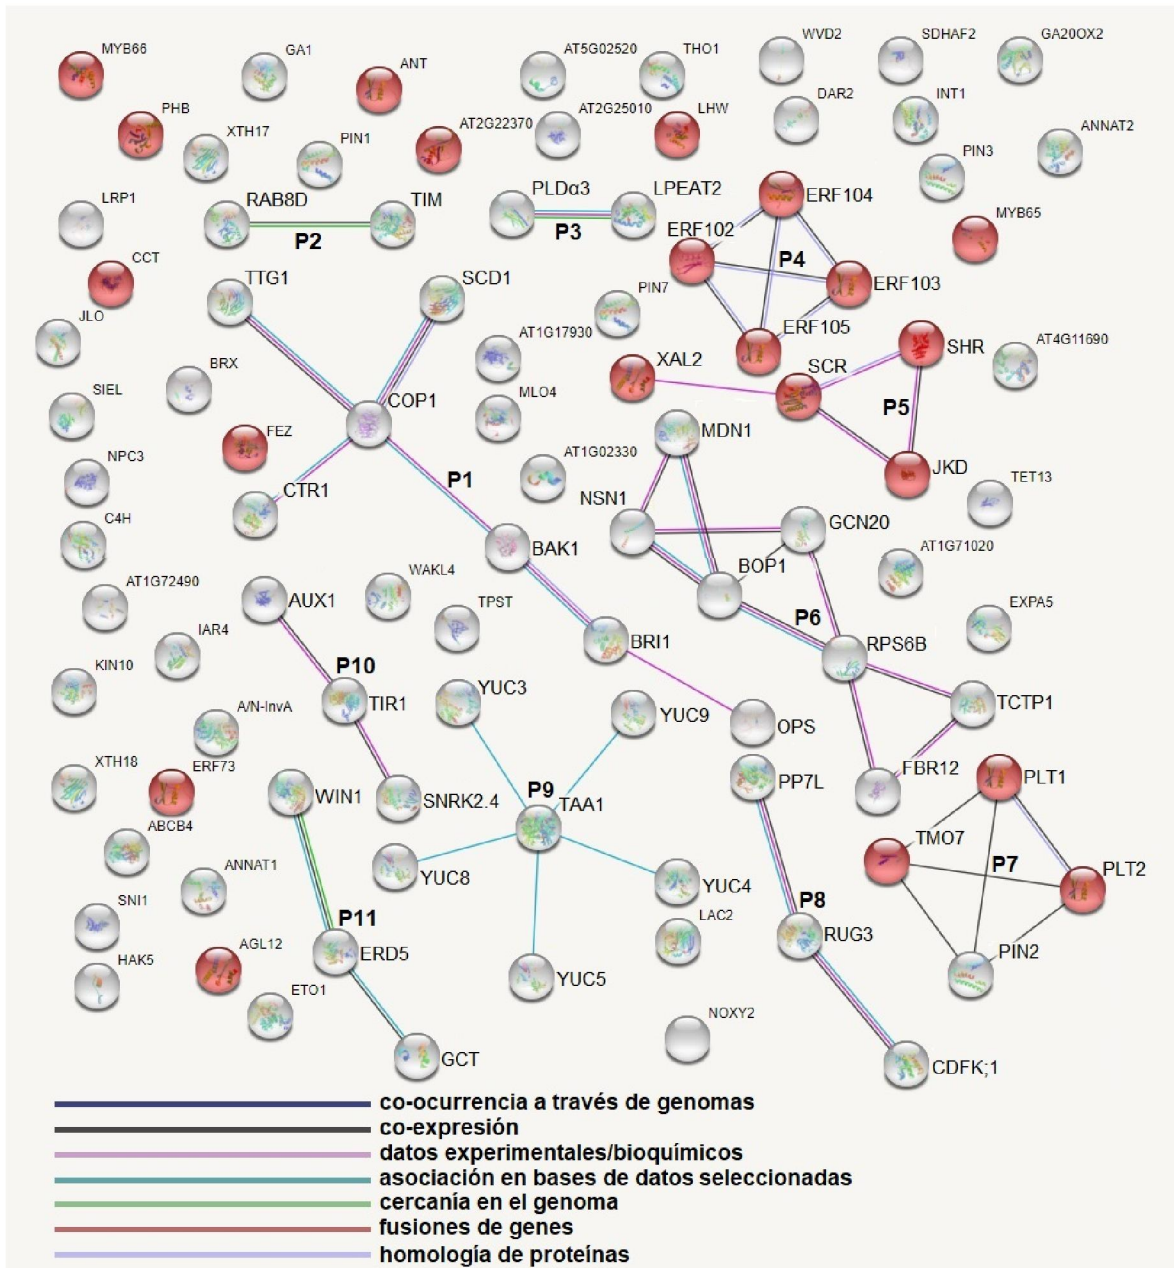 MYB66
GA1
ANT
AT5G02520
THO1
WVD2
SDHAF2
GA20OX2
PHB
XTH17
PIN1
AT2G22370
AT2G25010
LHW
DAR2
INT1
ANNAT2
PIN3
LRP1
RAB8D
TIM
P2
PLDα3
LPEAT2
P3
ERF104
ERF102
P4
ERF103
ERF105
MYB65
CCT
TTG1
SCD1
PIN7
JLO
AT1G17930
XAL2
SCR
SHR
P5
JKD
AT4G11690
SIEL
BRX
COP1
MLO4
MDN1
NPC3
FEZ
CTR1
P1
AT1G02330
NSN1
GCN20
TET13
C4H
BAK1
BOP1
AT1G71020
AT1G72490
AUX1
WAKL4
TPST
BRI1
P6
RPS6B
EXPA5
IAR4
P10
KIN10
TIR1
YUC3
YUC9
OPS
TCTP1
A/N-InvA
FBR12
XTH18
ERF73
WIN1
SNRK2.4
P9
TAA1
PP7L
PLT1
TMO7
P7
PLT2
ABCB4
ANNAT1
YUC8
YUC4
SNI1
P11
ERD5
LAC2
P8
RUG3
PIN2
HAK5
AGL12
YUC5
ETO1
NOXY2
GCT
CDFK;1
co-ocurrencia a través de genomas
co-expresión
datos experimentales/bioquímicos
asociación en bases de datos seleccionadas
cercanía en el genoma
fusiones de genes
homología de proteínas